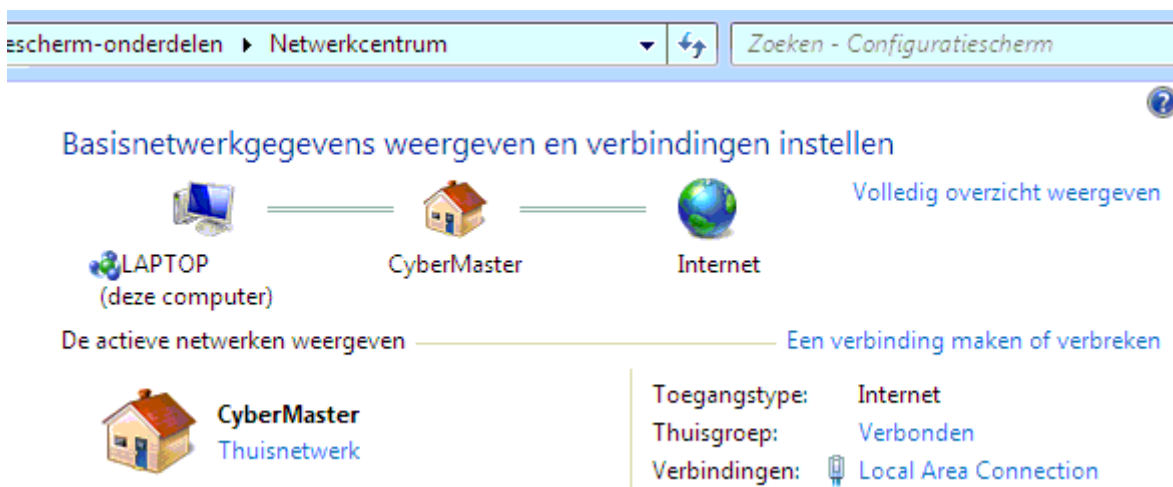 escherm-onderdelen Netwerkcentrum Zoeken - Configuratiescherm
Basisnetwerkgegevens weergeven en verbindingen instellen
Volledig overzicht weergeven
LAPTOP CyberMaster Internet
(deze computer)
De actieve netwerken weergeven Een verbinding maken of verbreken
CyberMaster
Thuisnetwerk
Toegangstype: Internet
Thuisgroep: Verbonden
Verbindingen: Local Area Connection